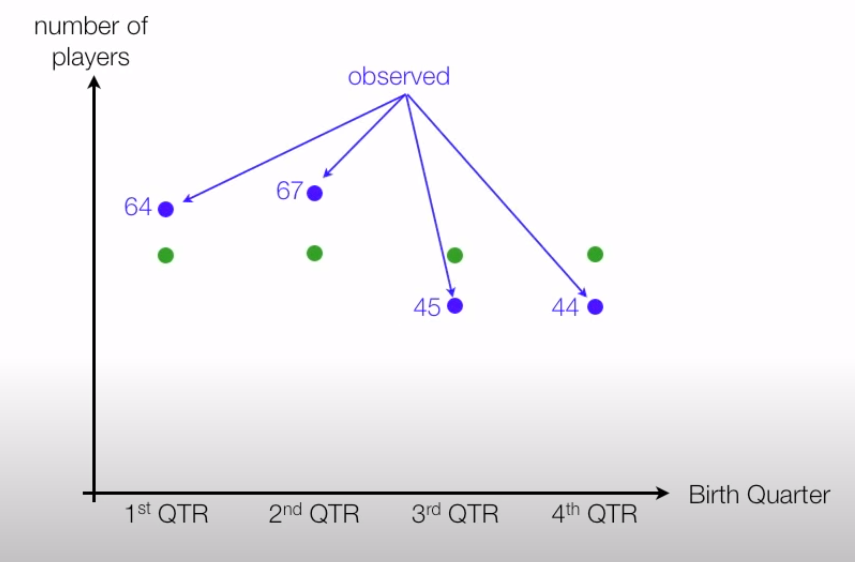 number of
players
observed
64
67
45
44
1st QTR
2nd QTR
3rd QTR
4th QTR
Birth Quarter